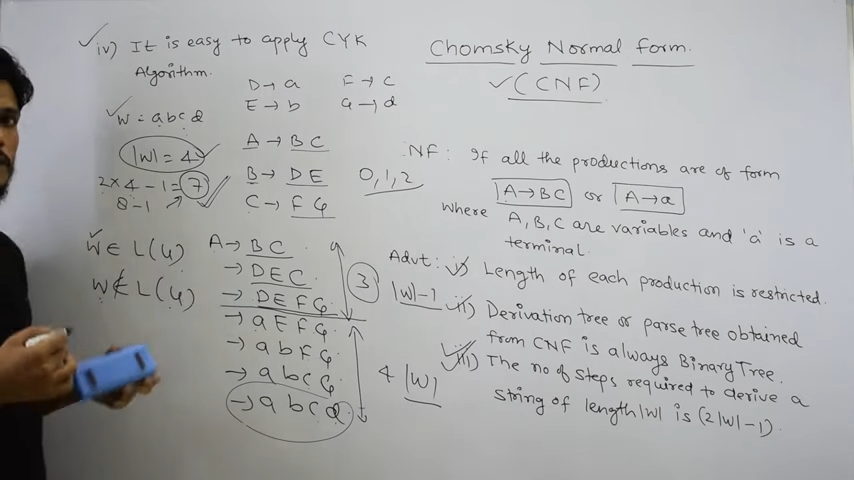 iv) It is easy to apply CYK
Algorithm.
W = abcd
|W| = 4
2x4-1=7
8-1
W ∈ L(G)
W ∉ L(G)
D→a F→c
E→b G→d
A → BC
B → DE
C → FG
0,1,2
A→ BC
→ DEC
→ DEFG
→ aEFG
→ abFG
→ abcG
→ abcd
3
|W|-1
4 |W|
Chomsky Normal form.
(CNF)
NF: If all the productions are of form
A→BC or A→a
where A,B,C are variables and 'a' is a
terminal.
Advt: i) Length of each production is restricted.
ii) Derivation tree or parse tree obtained
from CNF is always Binary Tree.
iii) The no of steps required to derive a
string of length |W| is (2|W|-1).